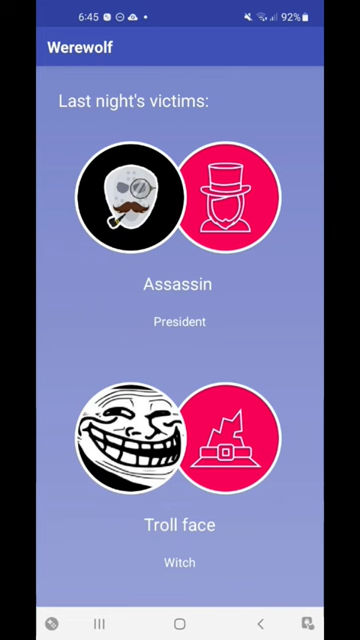 6:45
92%
Werewolf
Last night's victims:
Assassin
President
Troll face
Witch